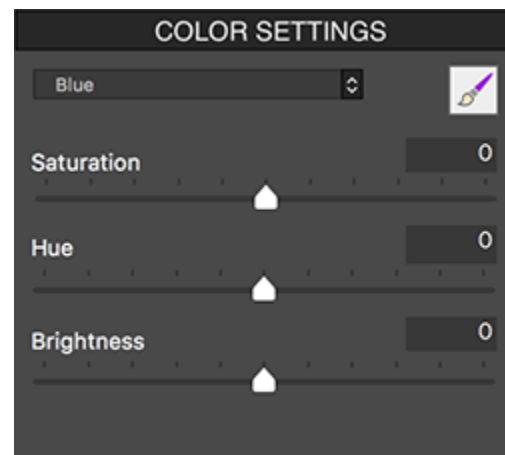 COLOR SETTINGS
Blue
Saturation 0
Hue 0
Brightness 0